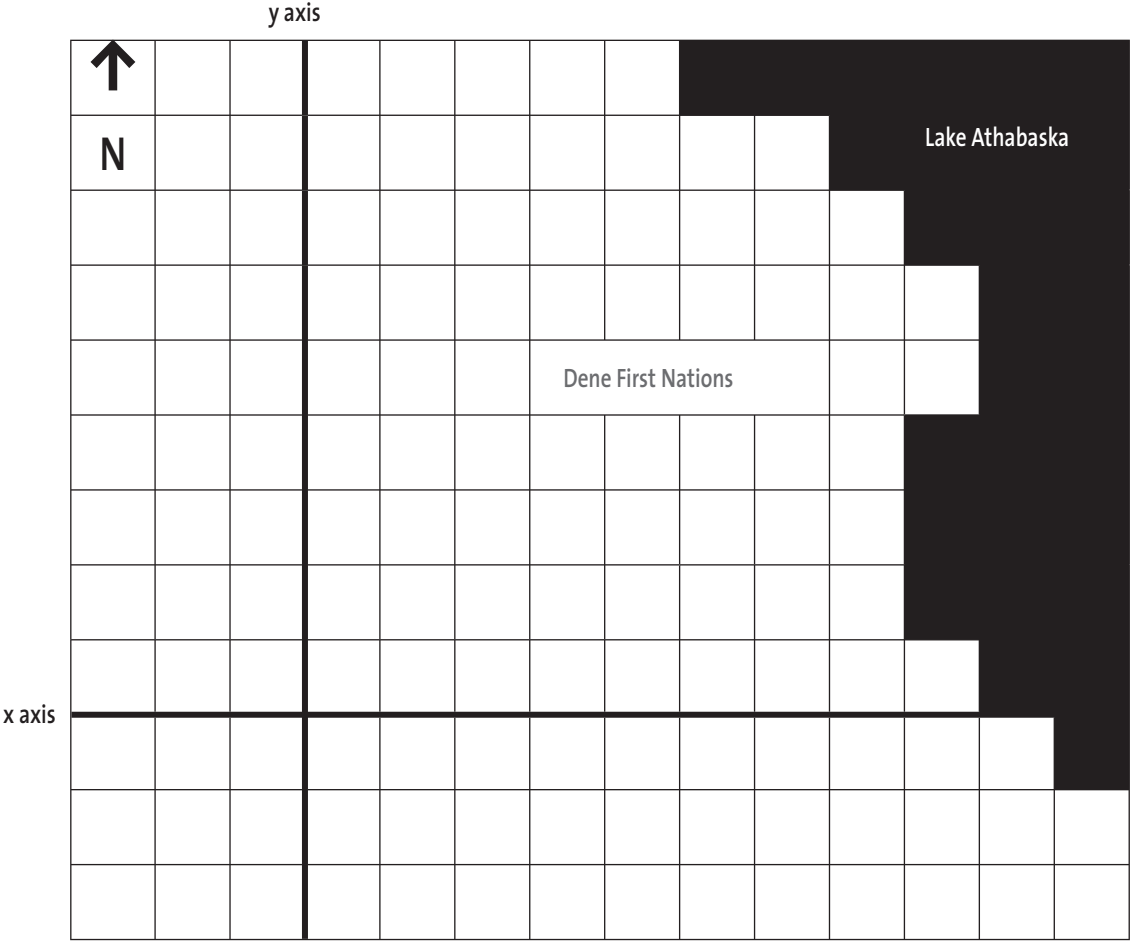 y axis
N
Lake Athabaska
Dene First Nations
x axis